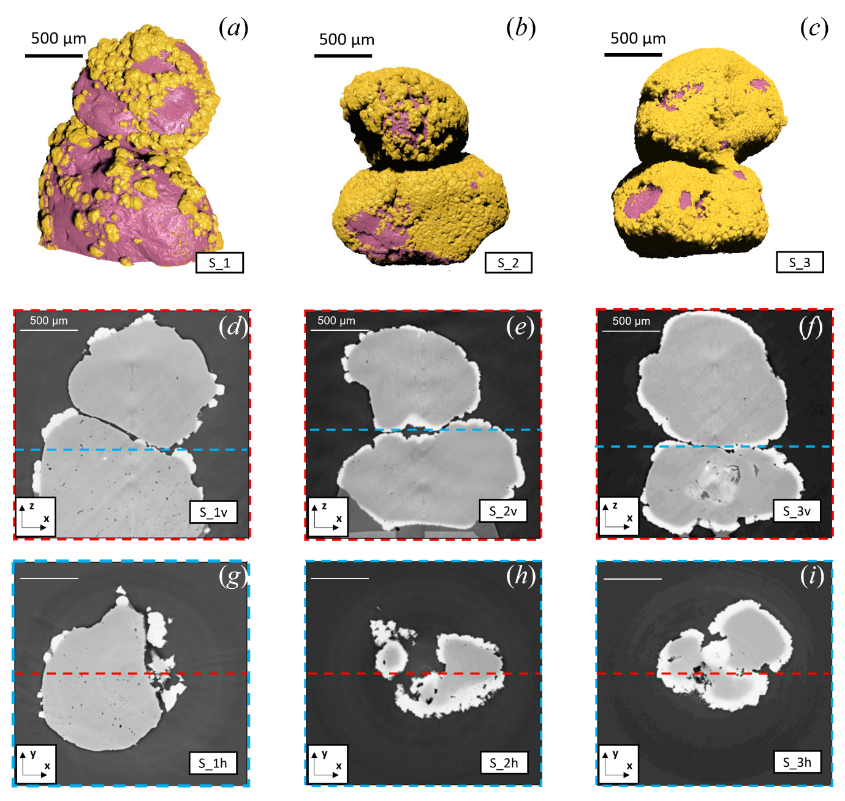 500 µm (a)
500 µm (b)
500 µm (c)
S_1
S_2
S_3
500 µm (d)
500 µm (e)
500 µm (f)
z
x
S_1v
z
x
S_2v
z
x
S_3v
(g)
(h)
(i)
y
x
S_1h
y
x
S_2h
y
x
S_3h